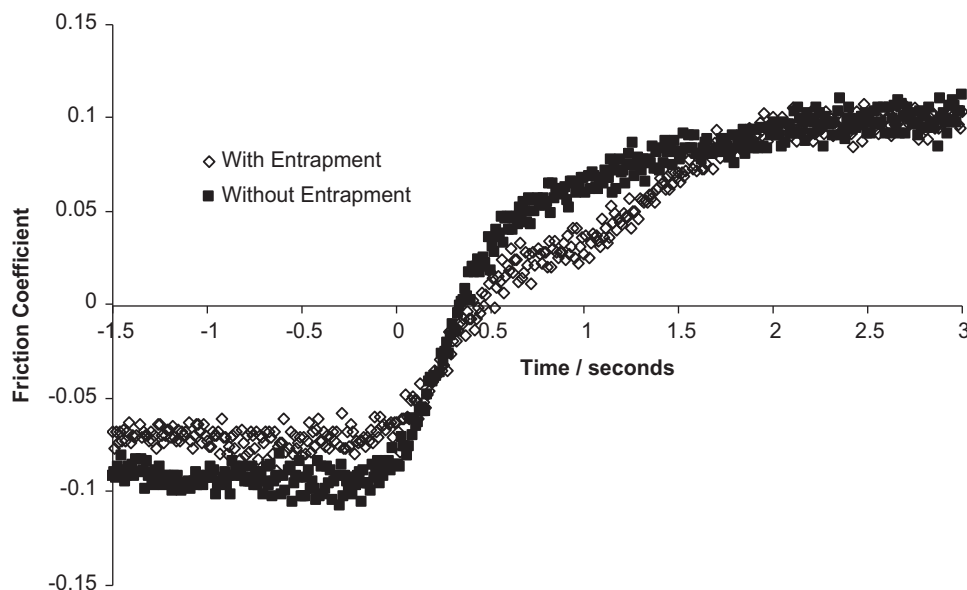 0.15
0.1
With Entrapment
Without Entrapment
0.05
Friction Coefficient
0
-1.5 -1 -0.5 0 0.5 1 1.5 2 2.5 3
Time / seconds
-0.05
-0.1
-0.15